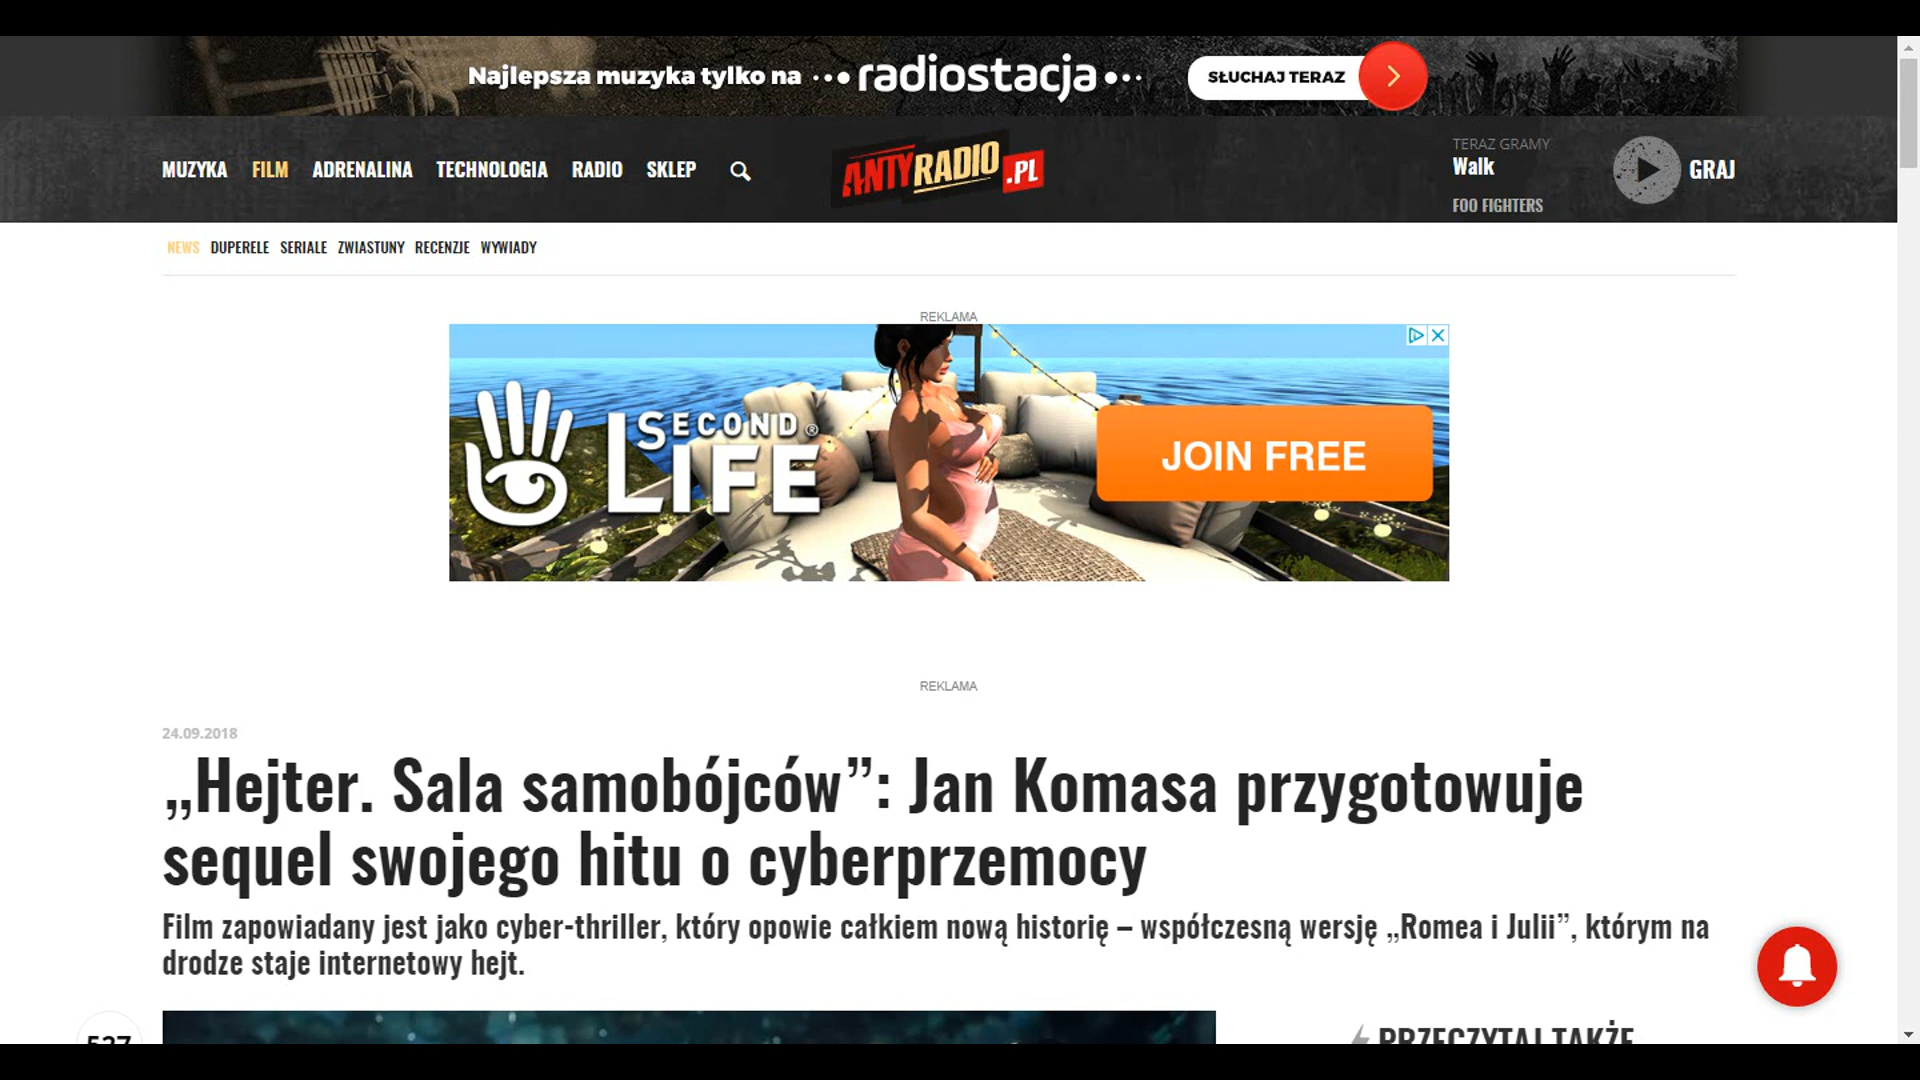 Najlepsza muzyka tylko na radiostacja
SŁUCHAJ TERAZ
MUZYKA FILM ADRENALINA TECHNOLOGIA RADIO SKLEP
ANTYRADIO.PL
TERAZ GRAMY
Walk
FOO FIGHTERS
GRAJ
NEWS DUPERELE SERIALE ZWIASTUNY RECENZJE WYWIADY
REKLAMA
SECOND®
LIFE
JOIN FREE
REKLAMA
24.09.2018
„Hejter. Sala samobójców”: Jan Komasa przygotowuje
sequel swojego hitu o cyberprzemocy
Film zapowiadany jest jako cyber-thriller, który opowie całkiem nową historię – współczesną wersję „Romea i Julii”, którym na
drodze staje internetowy hejt.
527
PRZECZYTAJ TAKŻE